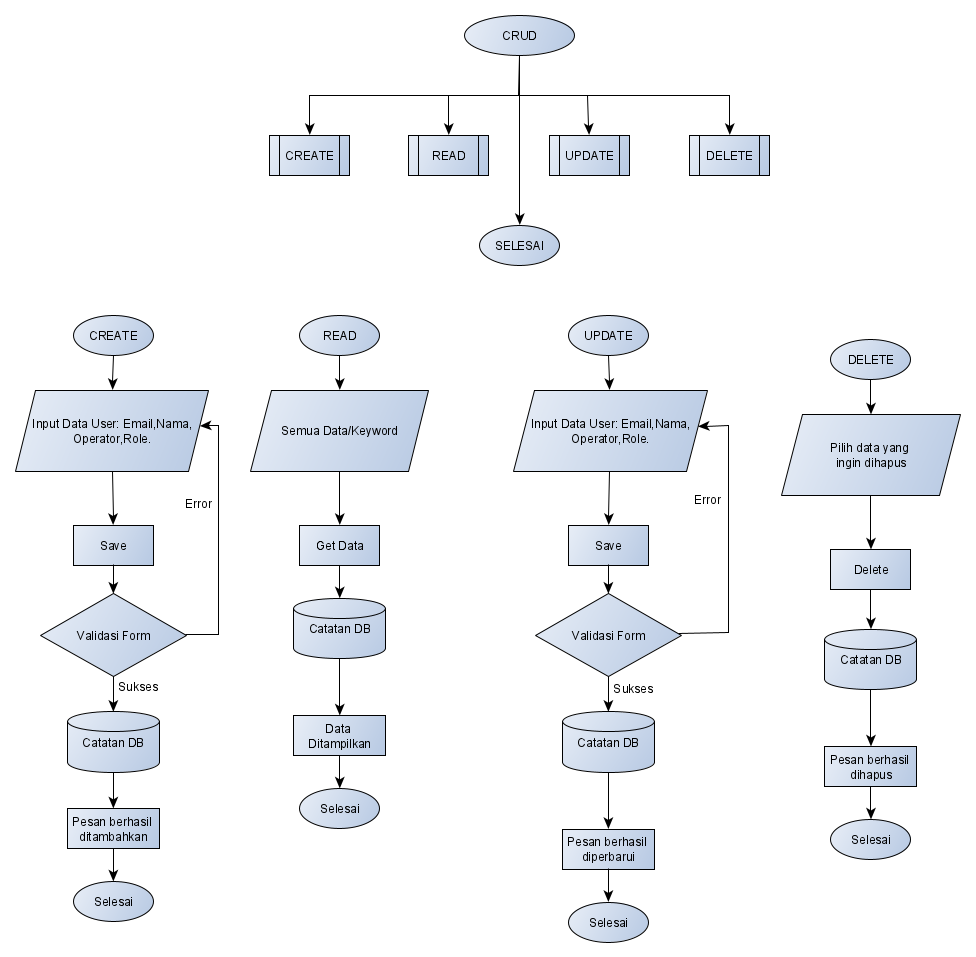 CRUD
CREATE
READ
UPDATE
DELETE
SELESAI
CREATE
Input Data User: Email,Nama,
Operator,Role.
Error
Save
Validasi Form
Sukses
Catatan DB
Pesan berhasil
ditambahkan
Selesai
READ
Semua Data/Keyword
Get Data
Catatan DB
Data
Ditampilkan
Selesai
UPDATE
Input Data User: Email,Nama,
Operator,Role.
Error
Save
Validasi Form
Sukses
Catatan DB
Pesan berhasil
diperbarui
Selesai
DELETE
Pilih data yang
ingin dihapus
Delete
Catatan DB
Pesan berhasil
dihapus
Selesai